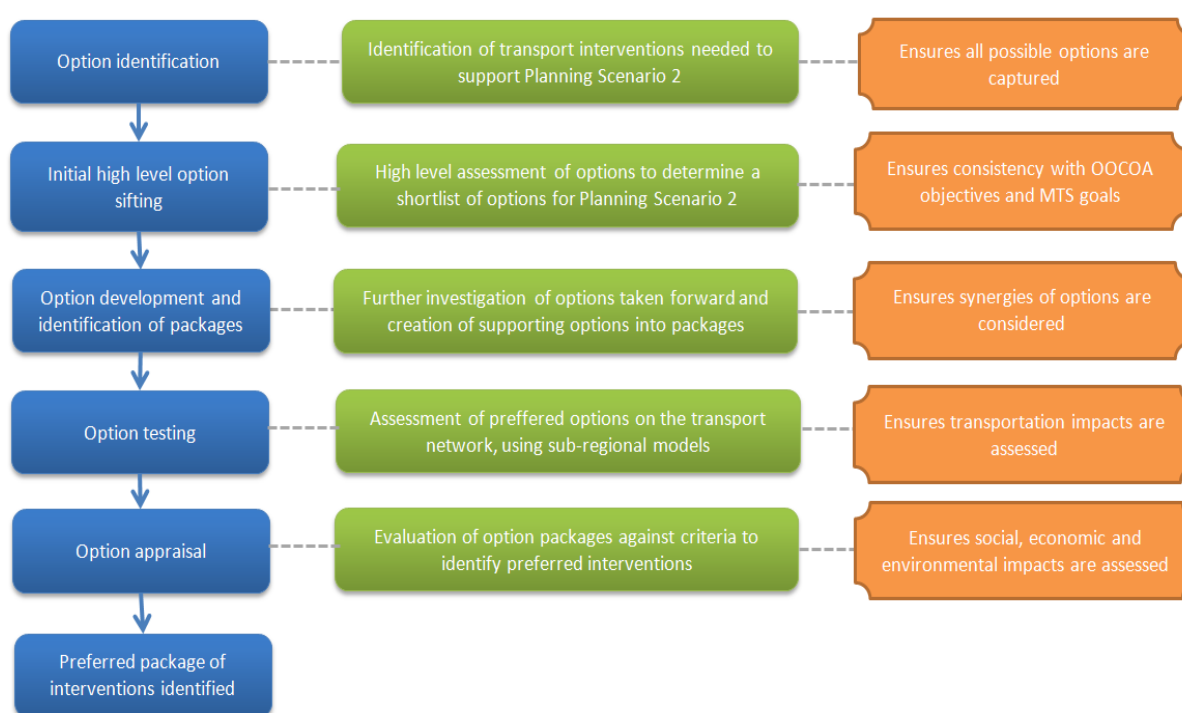 Option identification
Identification of transport interventions needed to
support Planning Scenario 2
Ensures all possible options are
captured
Initial high level option
sifting
High level assessment of options to determine a
shortlist of options for Planning Scenario 2
Ensures consistency with OOCOA
objectives and MTS goals
Option development and
identification of packages
Further investigation of options taken forward and
creation of supporting options into packages
Ensures synergies of options are
considered
Option testing
Assessment of preffered options on the transport
network, using sub-regional models
Ensures transportation impacts are
assessed
Option appraisal
Evaluation of option packages against criteria to
identify preferred interventions
Ensures social, economic and
environmental impacts are assessed
Preferred package of
interventions identified